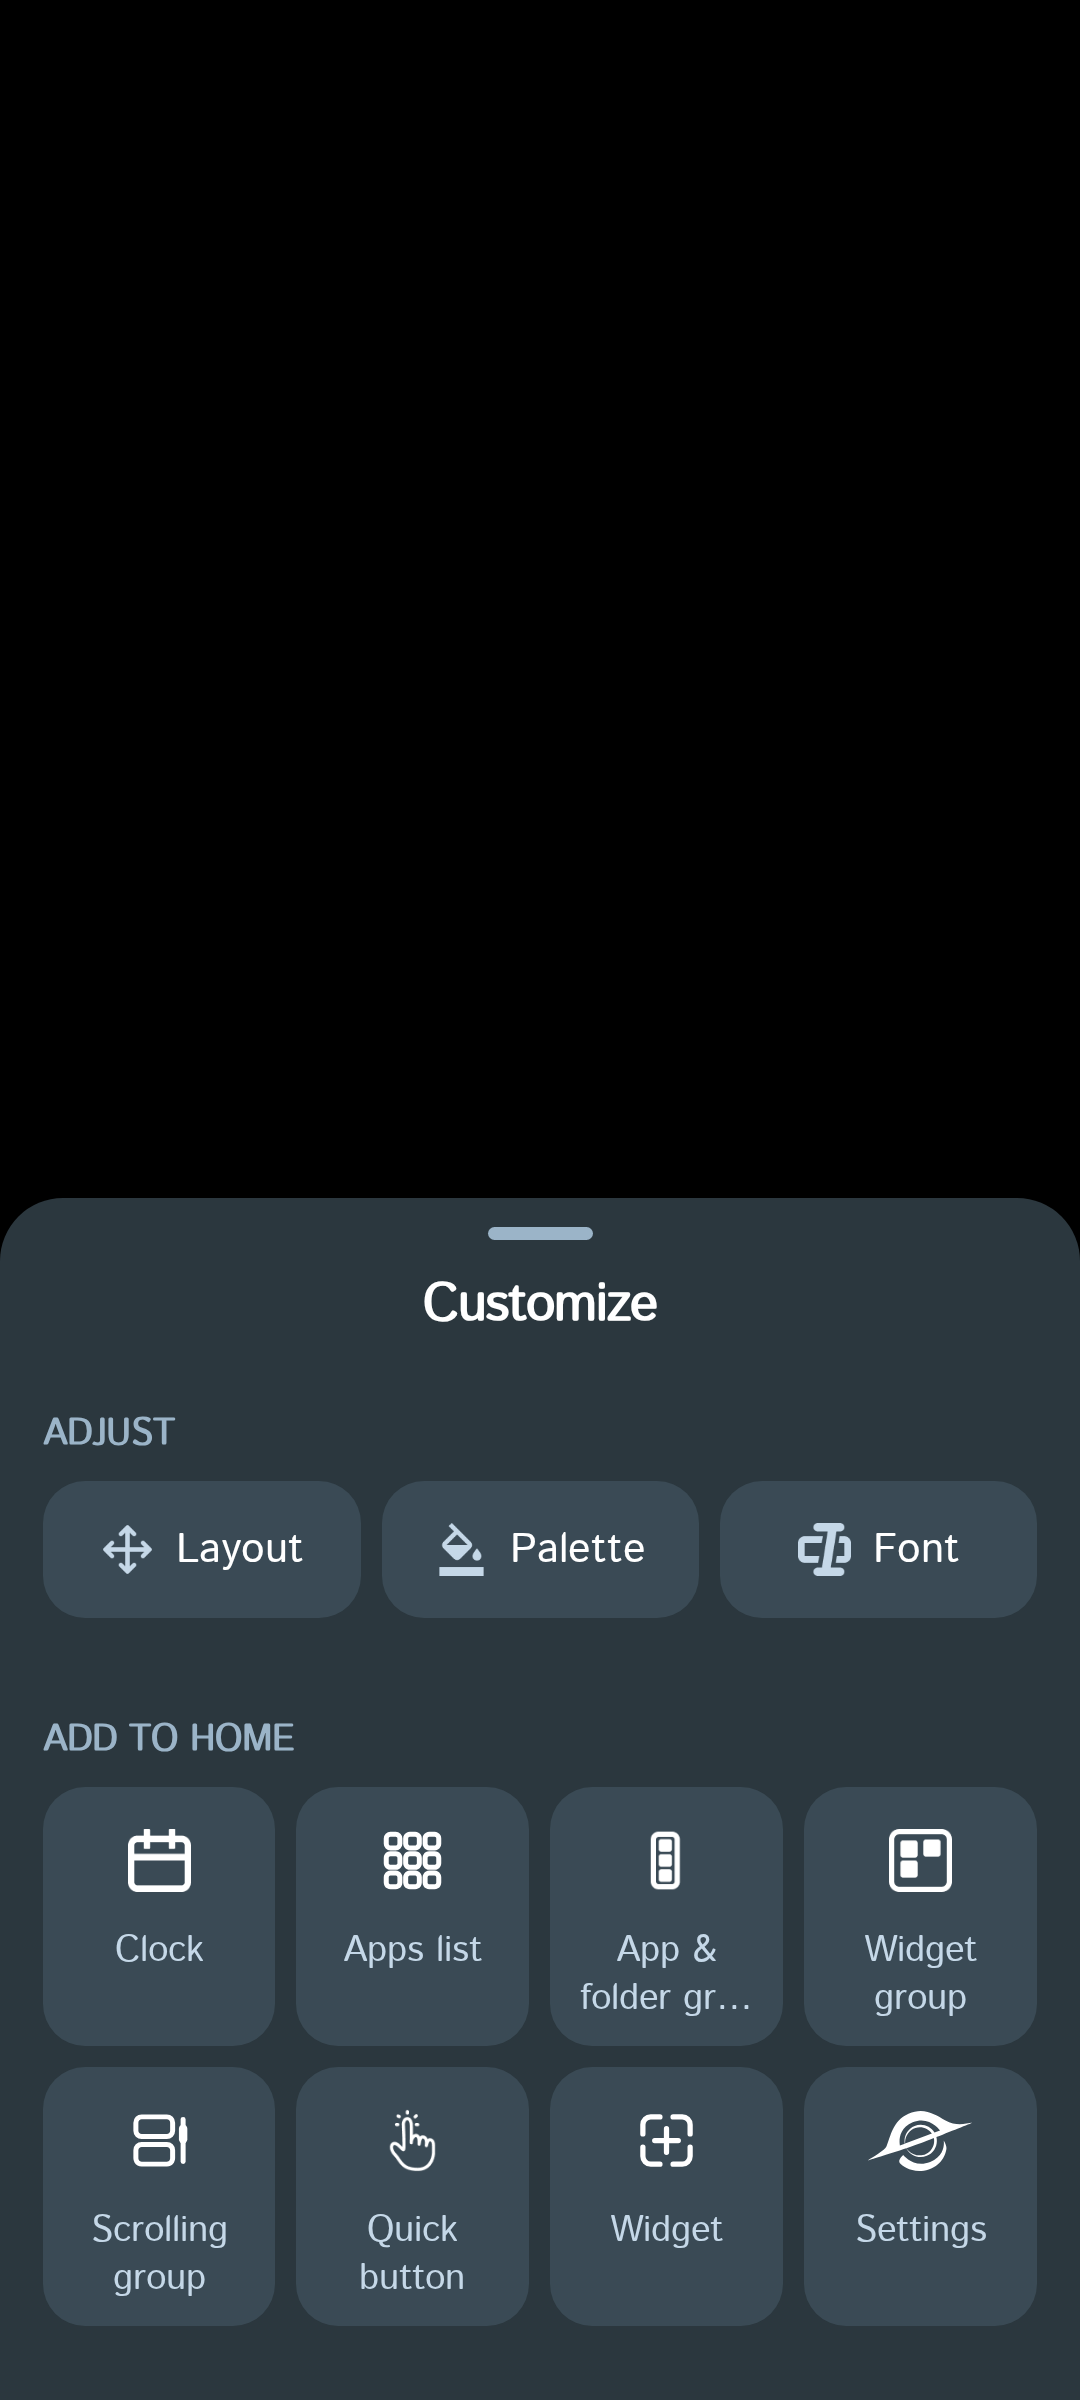 Customize
ADJUST
Layout
Palette
Font
ADD TO HOME
Clock
Apps list
App &
folder gr...
Widget
group
Scrolling
group
Quick
button
Widget
Settings